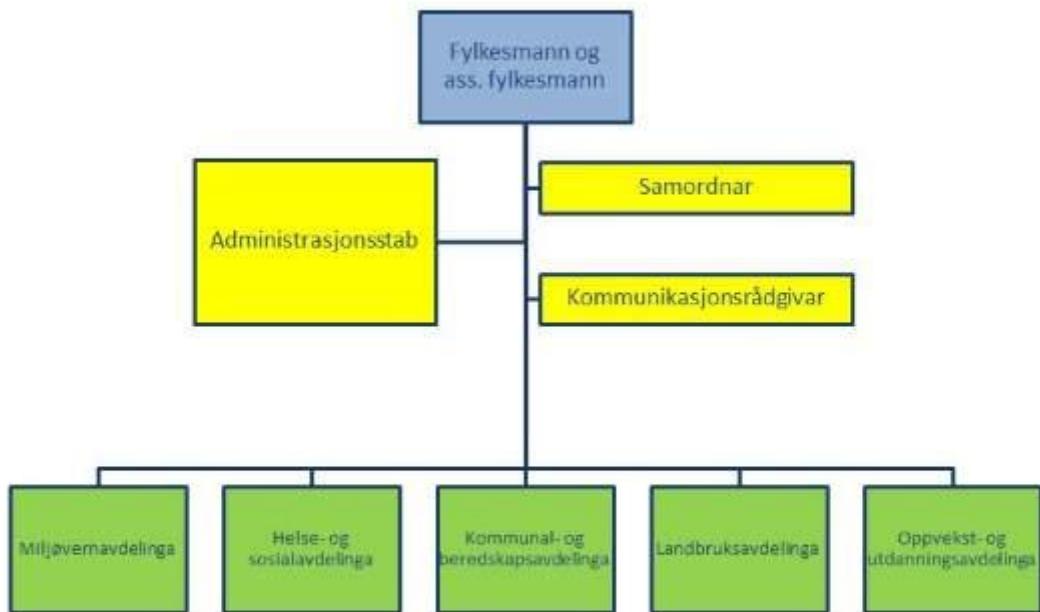 Fylkesmann og
ass. fylkesmann
Samordnar
Administrasjonsstab
Kommunikasjonsrådgivar
Miljøvernavdelinga
Helse- og
sosialavdelinga
Kommunal- og
beredskapsavdelinga
Landbruksavdelinga
Oppvekst- og
utdanningsavdelinga